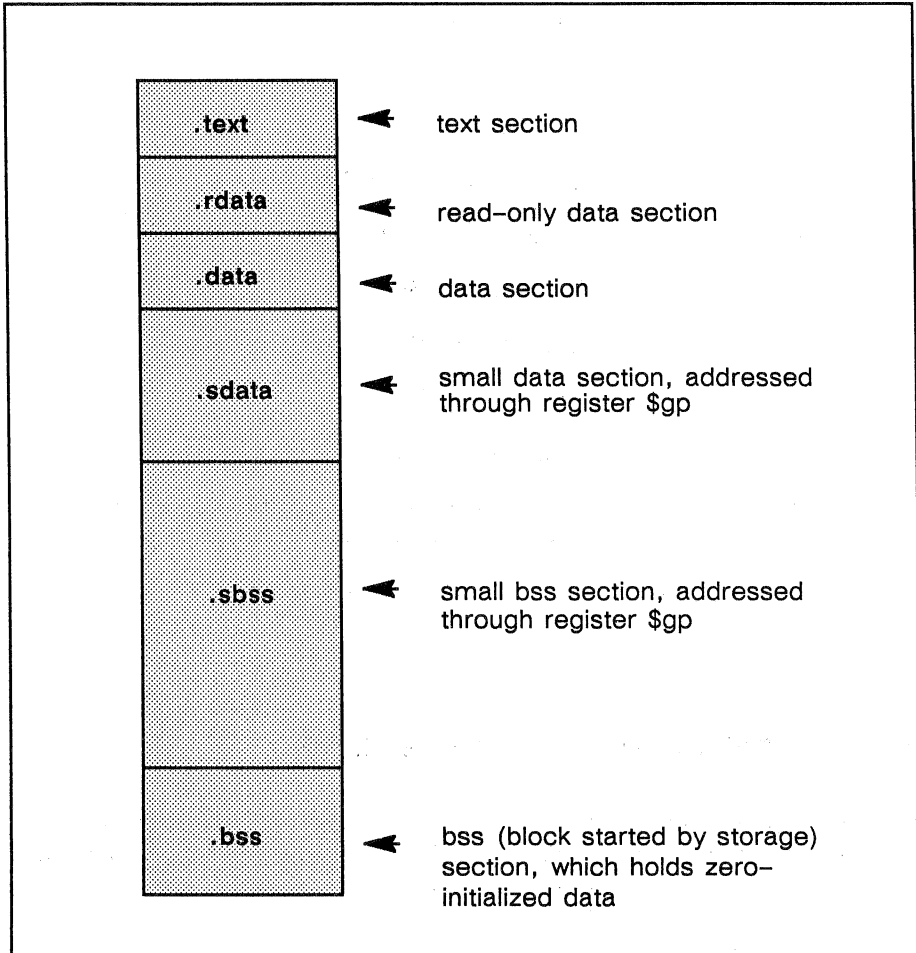 .text
text section
.rdata
read–only data section
.data
data section
.sdata
small data section, addressed
through register $gp
.sbss
small bss section, addressed
through register $gp
.bss
bss (block started by storage)
section, which holds zero–
initialized data